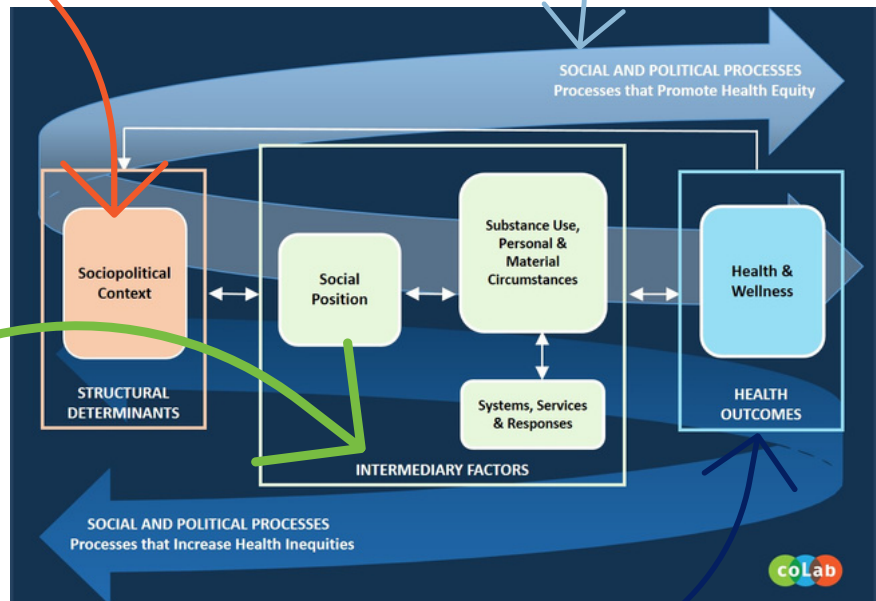 SOCIAL AND POLITICAL PROCESSES
Processes that Promote Health Equity
Sociopolitical
Context
STRUCTURAL
DETERMINANTS
Social
Position
Substance Use,
Personal &
Material
Circumstances
Systems, Services
& Responses
INTERMEDIARY FACTORS
Health &
Wellness
HEALTH
OUTCOMES
SOCIAL AND POLITICAL PROCESSES
Processes that Increase Health Inequities
coLab